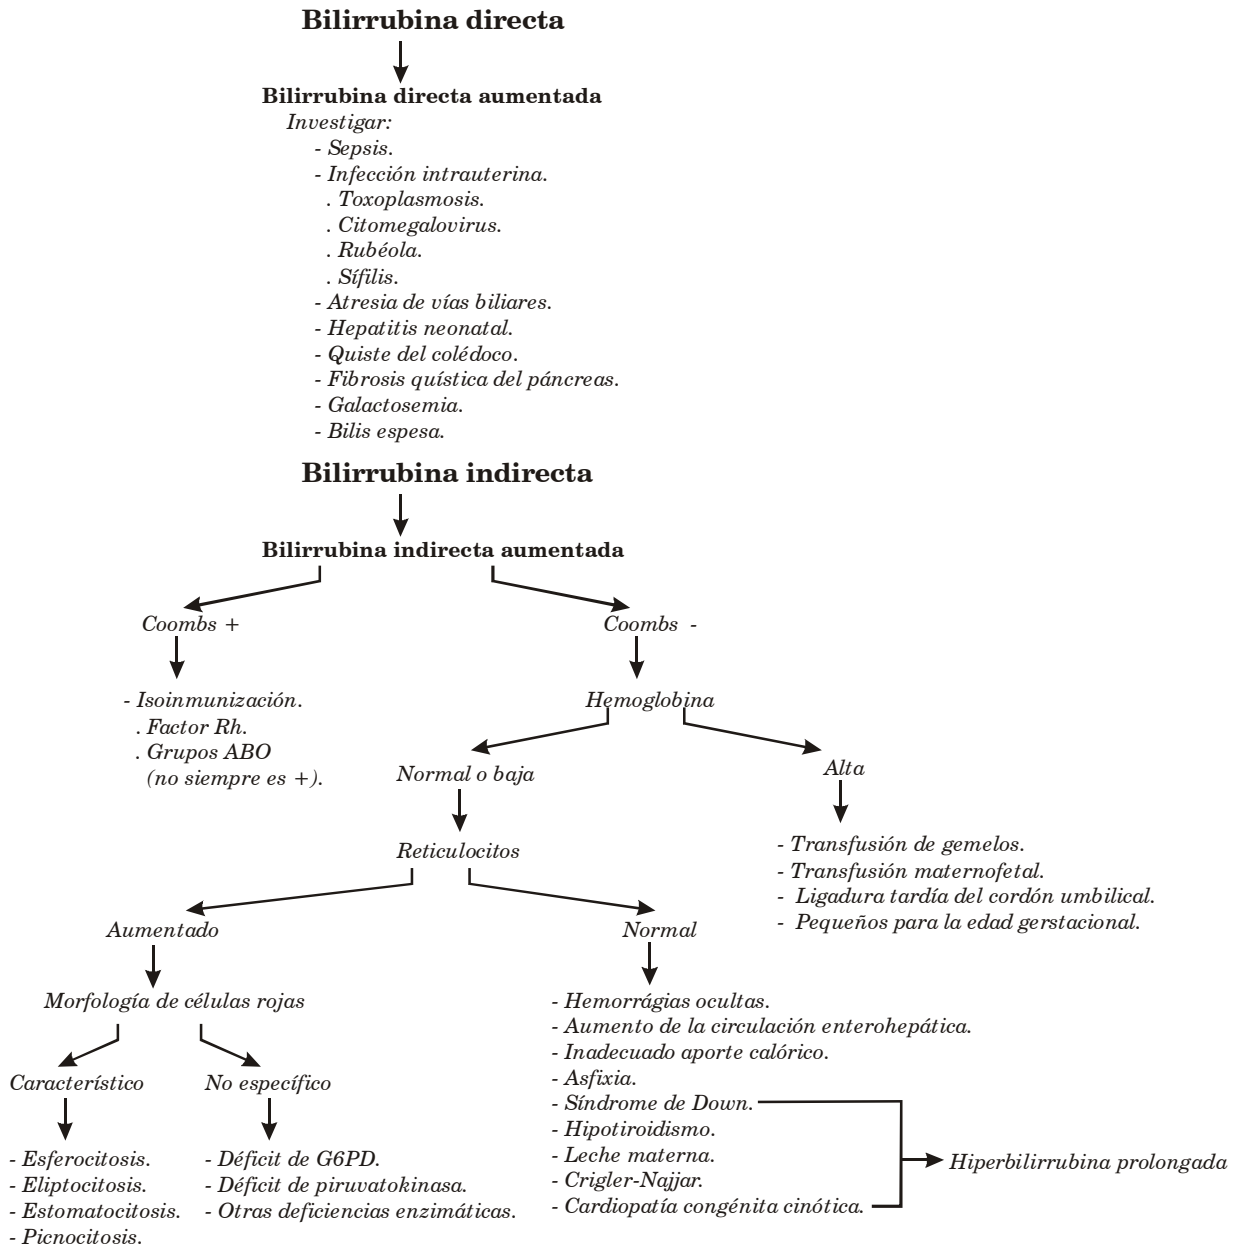 Bilirrubina directa
Bilirrubina directa aumentada
Investigar:
- Sepsis.
- Infección intrauterina.
. Toxoplasmosis.
. Citomegalovirus.
. Rubéola.
. Sífilis.
- Atresia de vías biliares.
- Hepatitis neonatal.
- Quiste del colédoco.
- Fibrosis quística del páncreas.
- Galactosemia.
- Bilis espesa.
Bilirrubina indirecta
Bilirrubina indirecta aumentada
Coombs +
- Isoinmunización.
. Factor Rh.
. Grupos ABO
(no siempre es +).
Coombs -
Hemoglobina
Normal o baja
Alta
- Transfusión de gemelos.
- Transfusión maternofetal.
- Ligadura tardía del cordón umbilical.
- Pequeños para la edad gerstacional.
Reticulocitos
Aumentado
Normal
Morfología de células rojas
Característico
No específico
- Esferocitosis.
- Eliptocitosis.
- Estomatocitosis.
- Picnocitosis.
- Déficit de G6PD.
- Déficit de piruvatokinasa.
- Otras deficiencias enzimáticas.
- Hemorrágias ocultas.
- Aumento de la circulación enterohepática.
- Inadecuado aporte calórico.
- Asfixia.
- Síndrome de Down.
- Hipotiroidismo.
- Leche materna.
- Crigler-Najjar.
- Cardiopatía congénita cinótica.
Hiperbilirrubina prolongada